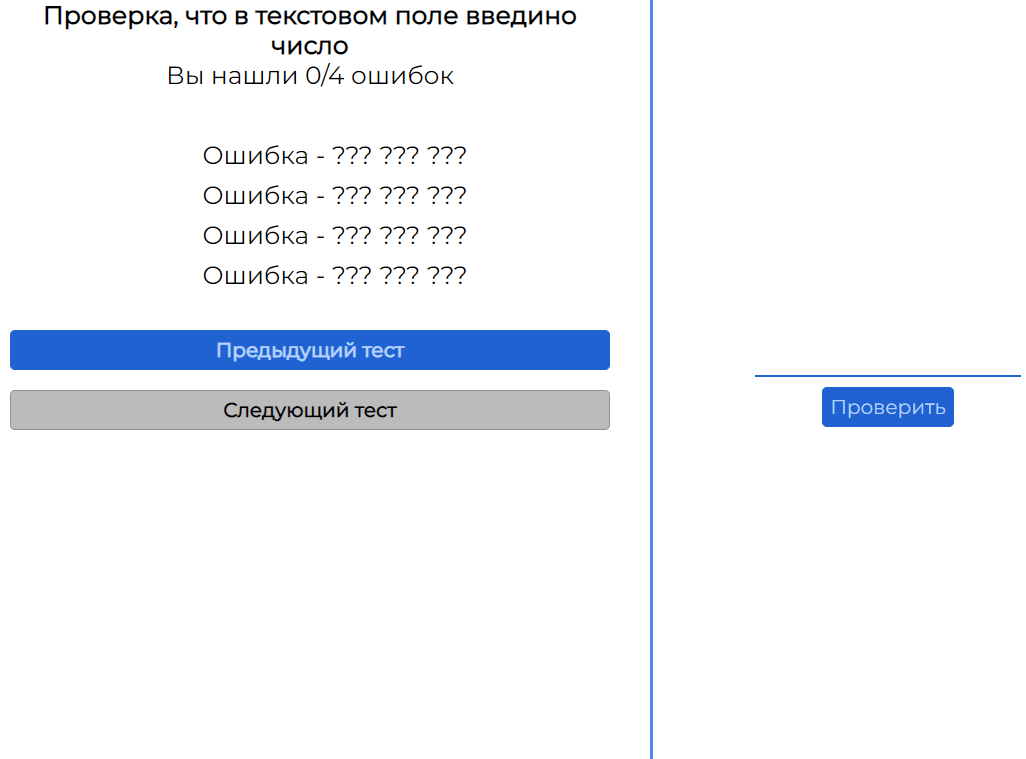 Проверка, что в текстовом поле введино
число
Вы нашли 0/4 ошибок
Ошибка - ??? ??? ???
Ошибка - ??? ??? ???
Ошибка - ??? ??? ???
Ошибка - ??? ??? ???
Предыдущий тест
Следующий тест
Проверить